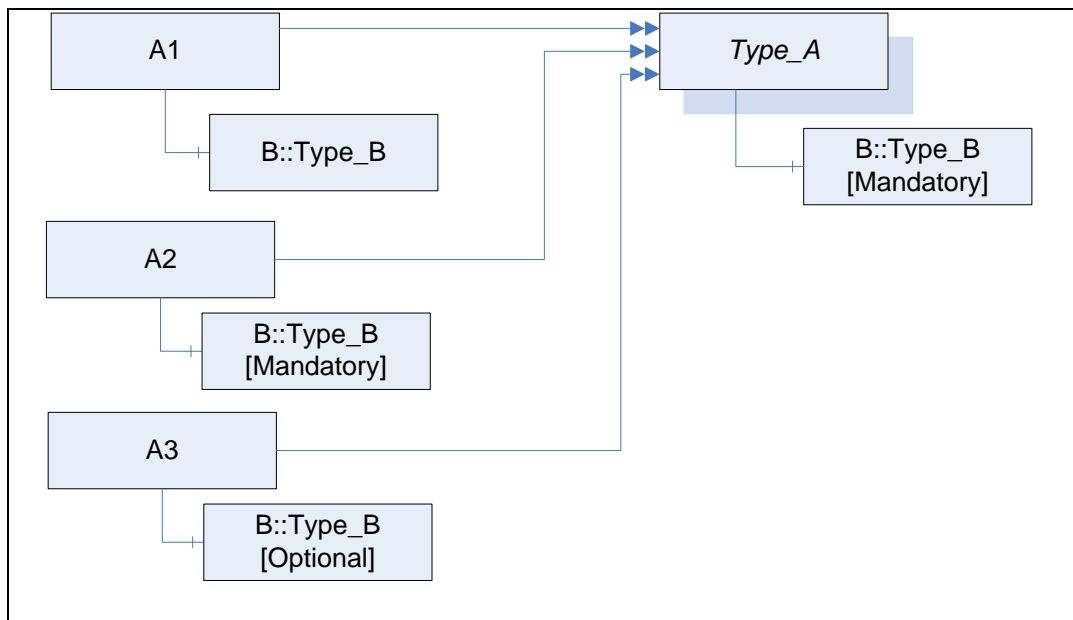 A1
Type_A
B::Type_B
B::Type_B
[Mandatory]
A2
B::Type_B
[Mandatory]
A3
B::Type_B
[Optional]